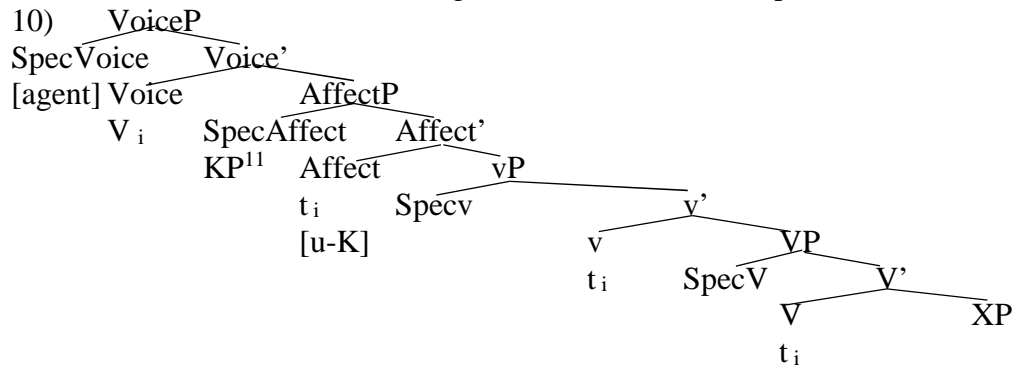 10) VoiceP
SpecVoice Voice’
[agent] Voice AffectP
V i SpecAffect Affect’
KP11 Affect vP
t i Specv v’
[u-K] v VP
t i SpecV V’
V XP
t i